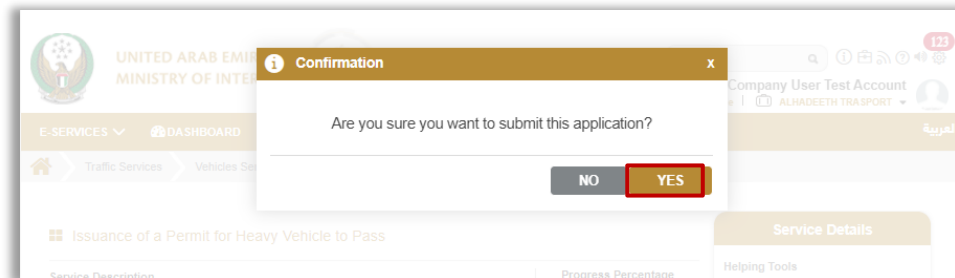 UNITED ARAB EMIR
MINISTRY OF INTER
123
Company User Test Account
ALHADEETH TRASPORT
E-SERVICES
DASHBOARD
العربية
Traffic Services
Vehicles Se
Confirmation
x
Are you sure you want to submit this application?
NO
YES
Issuance of a Permit for Heavy Vehicle to Pass
Service Details
Service Description
Progress Percentage
Helping Tools